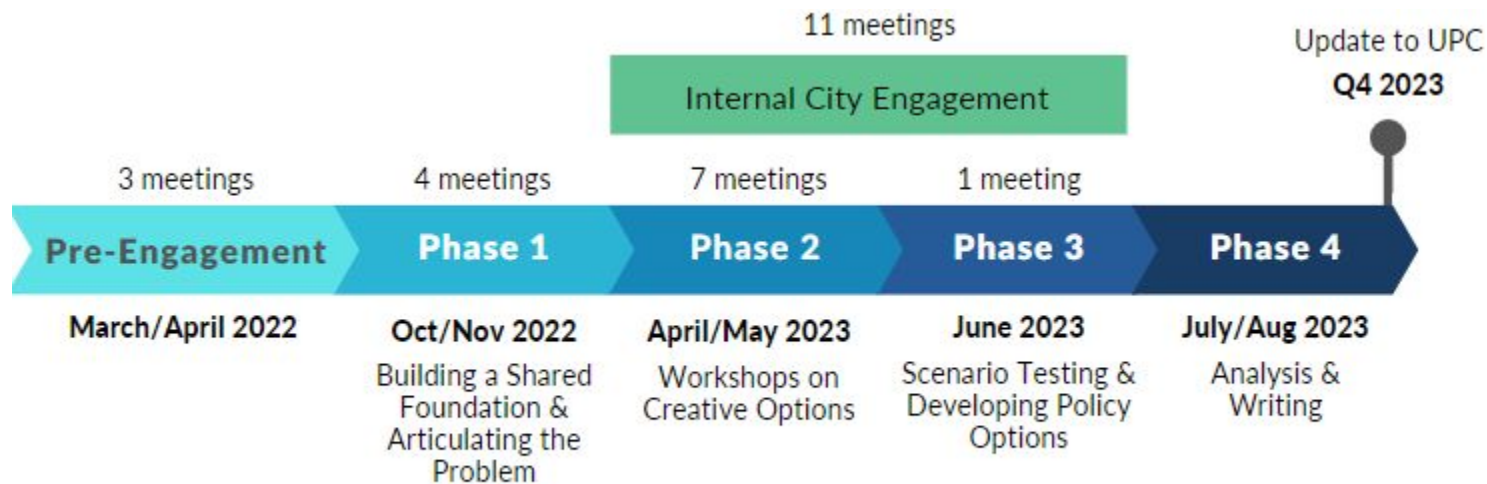 11 meetings
Update to UPC
Q4 2023
Internal City Engagement
3 meetings
4 meetings
7 meetings
1 meeting
Pre-Engagement
Phase 1
Phase 2
Phase 3
Phase 4
March/April 2022
Oct/Nov 2022
Building a Shared
Foundation &
Articulating the
Problem
April/May 2023
Workshops on
Creative Options
June 2023
Scenario Testing &
Developing Policy
Options
July/Aug 2023
Analysis &
Writing